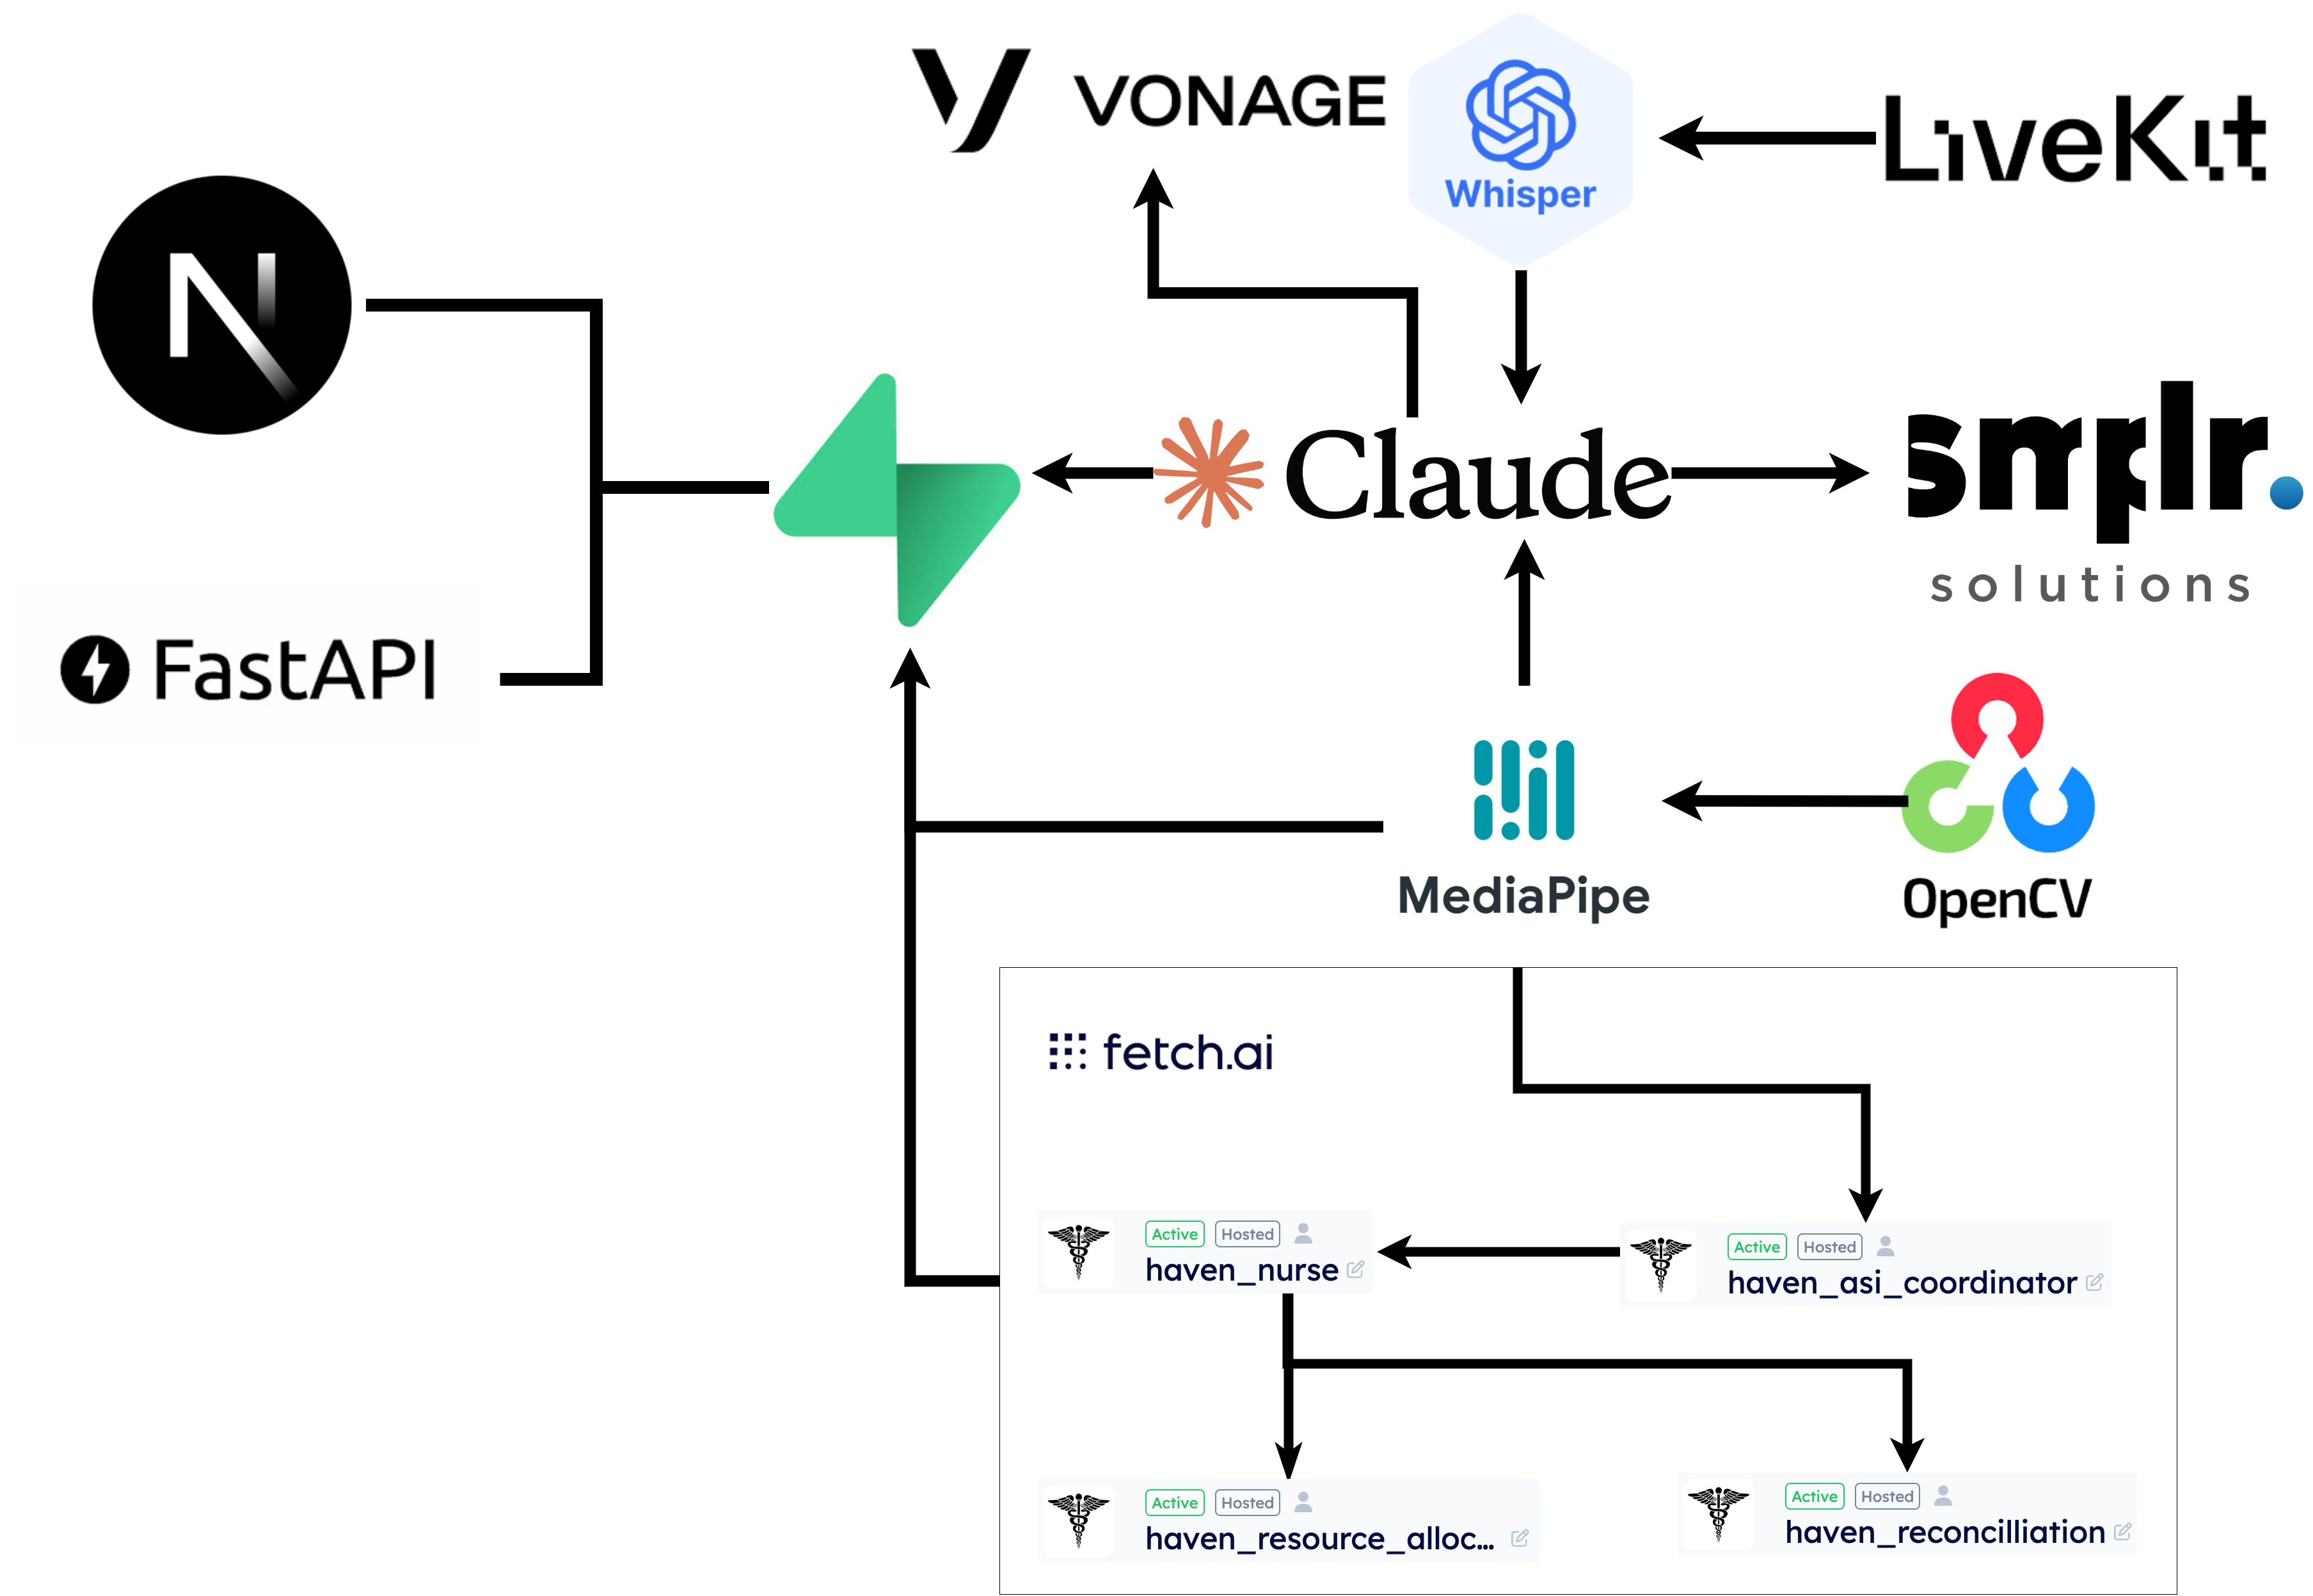 VONAGE
Whisper
LiveKit
N
Claude
smplr.
solutions
FastAPI
MediaPipe
OpenCV
fetch.ai
Active Hosted
haven_nurse
Active Hosted
haven_asi_coordinator
Active Hosted
haven_resource_alloc...
Active Hosted
haven_reconcilliation